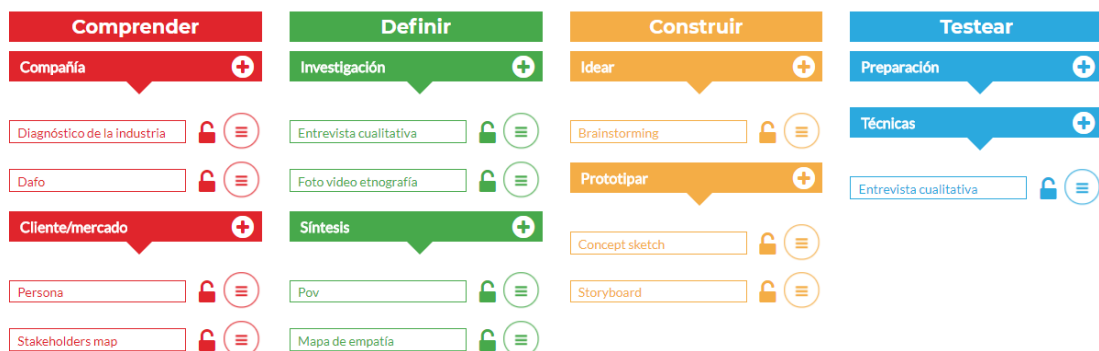 Comprender
Compañía
Diagnóstico de la industria
Dafo
Cliente/mercado
Persona
Stakeholders map
Definir
Investigación
Entrevista cualitativa
Foto video etnografía
Síntesis
Pov
Mapa de empatía
Construir
Idear
Brainstorming
Prototipar
Concept sketch
Storyboard
Testear
Preparación
Técnicas
Entrevista cualitativa